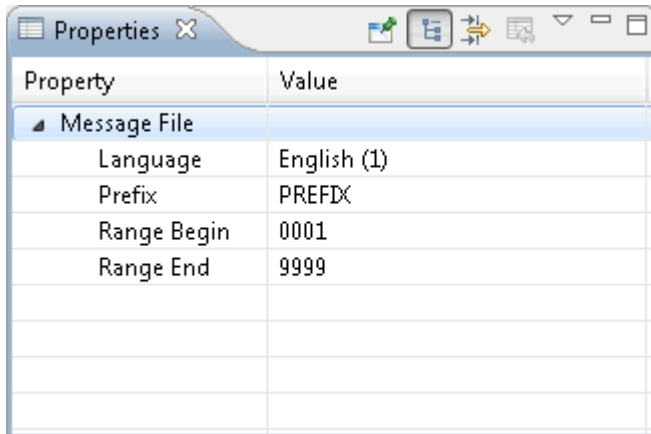 Properties
Property Value
Message File
Language English (1)
Prefix PREFIX
Range Begin 0001
Range End 9999